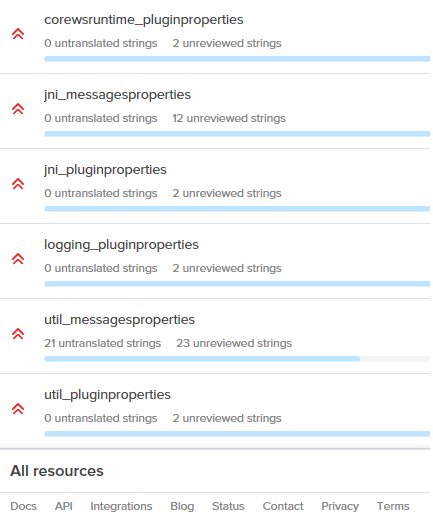 corewsruntime_pluginproperties
0 untranslated strings 2 unreviewed strings
jni_messagesproperties
0 untranslated strings 12 unreviewed strings
jni_pluginproperties
0 untranslated strings 2 unreviewed strings
logging_pluginproperties
0 untranslated strings 2 unreviewed strings
util_messagesproperties
21 untranslated strings 23 unreviewed strings
util_pluginproperties
0 untranslated strings 2 unreviewed strings
All resources
Docs API Integrations Blog Status Contact Privacy Terms